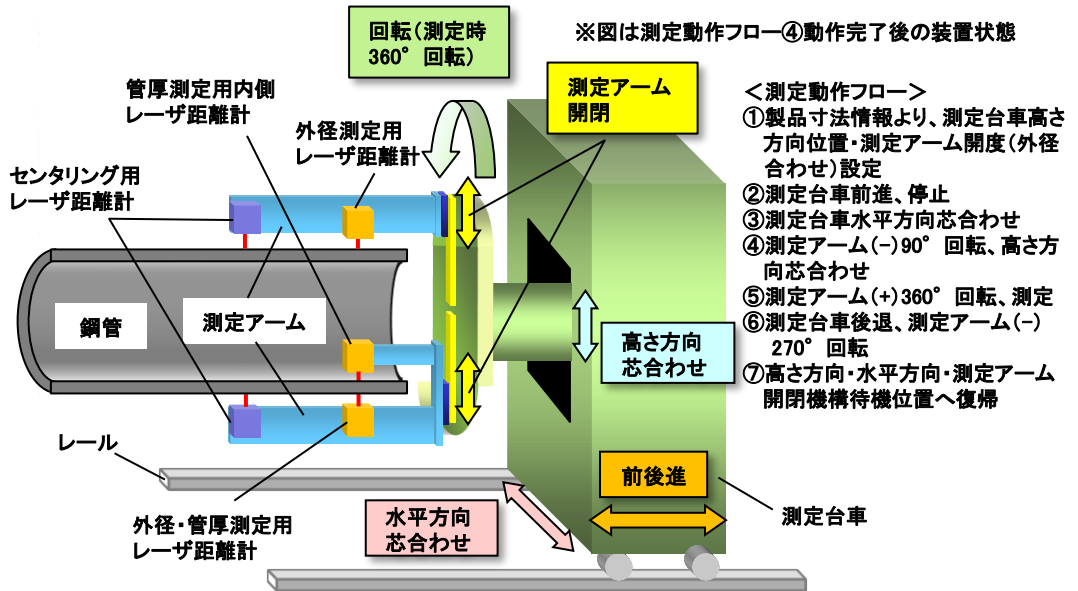 回転（測定時
360°回転）
※図は測定動作フロー④動作完了後の装置状態
管厚測定用内側
レーザ距離計
外径測定用
レーザ距離計
測定アーム
開閉
センタリング用
レーザ距離計
鋼管
測定アーム
高さ方向
芯合わせ
レール
外径・管厚測定用
レーザ距離計
水平方向
芯合わせ
前後進
測定台車
＜測定動作フロー＞
①製品寸法情報より、測定台車高さ
方向位置・測定アーム開度（外径
合わせ）設定
②測定台車前進、停止
③測定台車水平方向芯合わせ
④測定アーム（－）90°回転、高さ方
向芯合わせ
⑤測定アーム（＋）360°回転、測定
⑥測定台車後退、測定アーム（－）
270°回転
⑦高さ方向・水平方向・測定アーム
開閉機構待機位置へ復帰